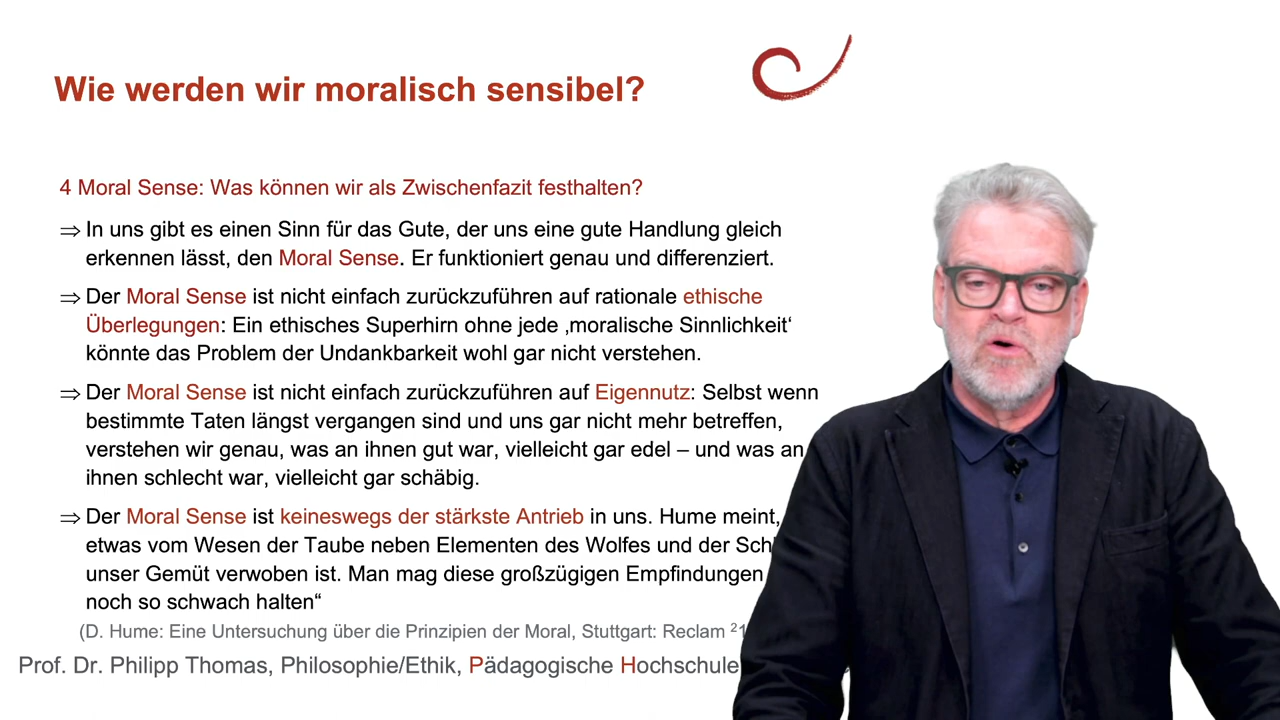 Wie werden wir moralisch sensibel?
4 Moral Sense: Was können wir als Zwischenfazit festhalten?
⇒ In uns gibt es einen Sinn für das Gute, der uns eine gute Handlung gleich
erkennen lässt, den Moral Sense. Er funktioniert genau und differenziert.
⇒ Der Moral Sense ist nicht einfach zurückzuführen auf rationale ethische
Überlegungen: Ein ethisches Superhirn ohne jede ‚moralische Sinnlichkeit‘
könnte das Problem der Undankbarkeit wohl gar nicht verstehen.
⇒ Der Moral Sense ist nicht einfach zurückzuführen auf Eigennutz: Selbst wenn
bestimmte Taten längst vergangen sind und uns gar nicht mehr betreffen,
verstehen wir genau, was an ihnen gut war, vielleicht gar edel – und was an
ihnen schlecht war, vielleicht gar schäbig.
⇒ Der Moral Sense ist keineswegs der stärkste Antrieb in uns. Hume meint,
etwas vom Wesen der Taube neben Elementen des Wolfes und der
unser Gemüt verwoben ist. Man mag diese großzügigen Empfindungen
noch so schwach halten“
(D. Hume: Eine Untersuchung über die Prinzipien der Moral, Stuttgart: Reclam
Prof. Dr. Philipp Thomas, Philosophie/Ethik, Pädagogische Hochschule